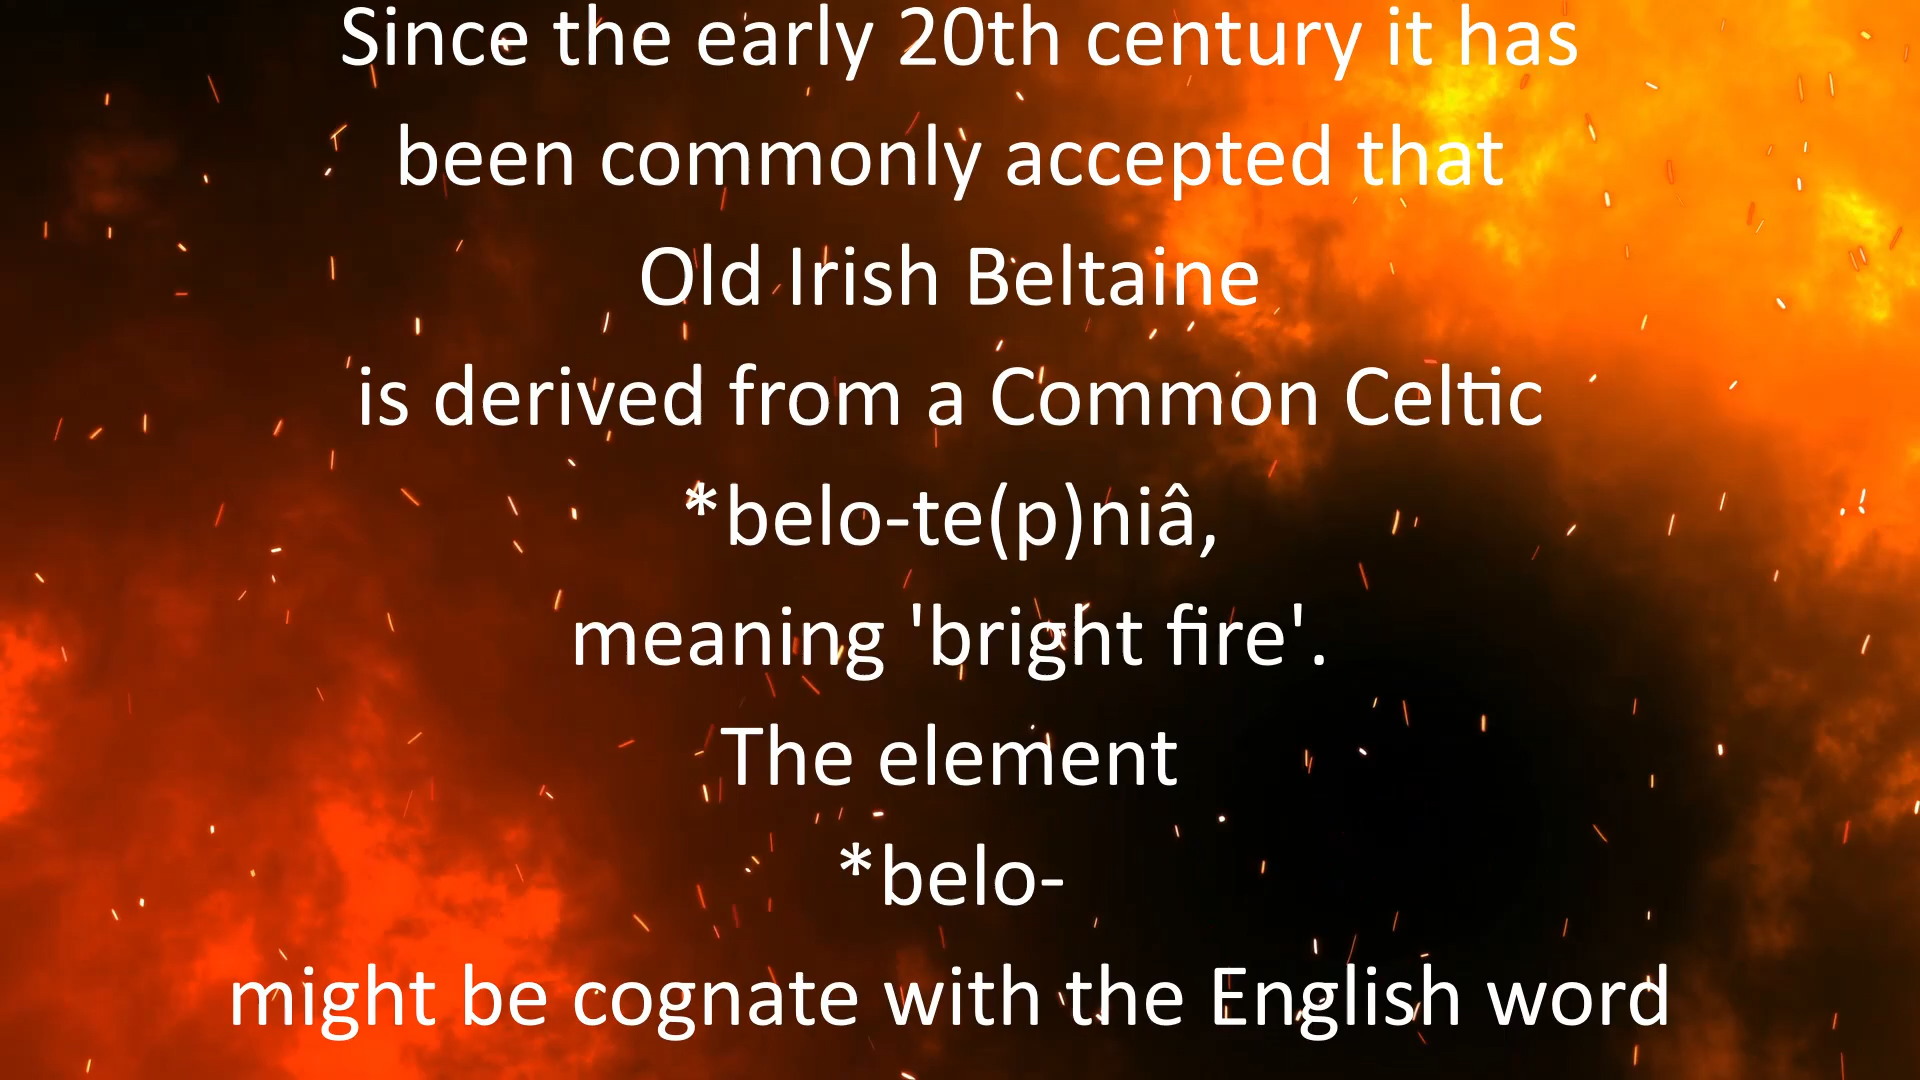 Since the early 20th century it has
been commonly accepted that
Old Irish Beltaine
is derived from a Common Celtic
*belo-te(p)niâ,
meaning 'bright fire'.
The element
*belo-
might be cognate with the English word